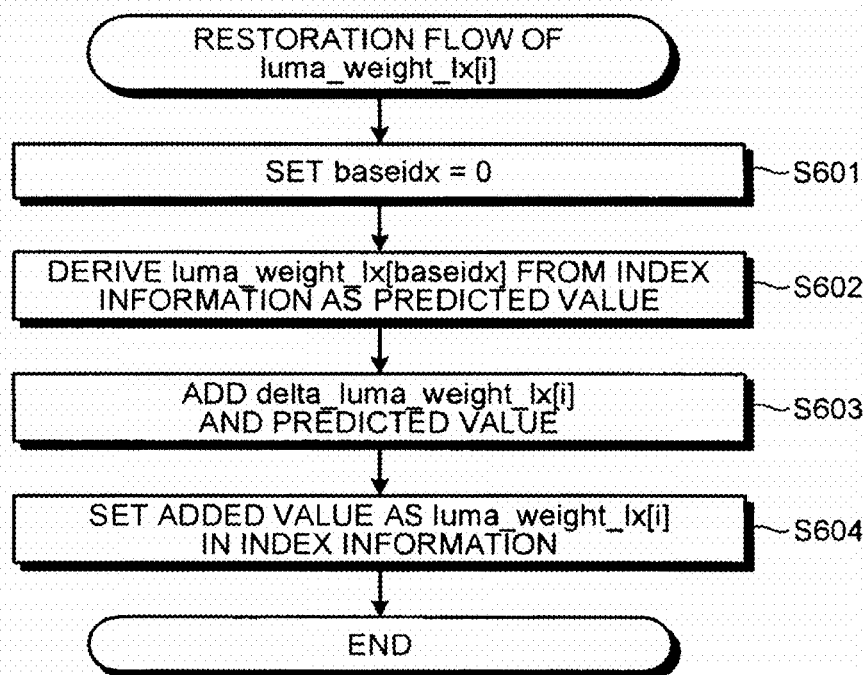 RESTORATION FLOW OF
luma_weight_lx[i]
SET baseidx = 0
S601
DERIVE luma_weight_lx[baseidx] FROM INDEX
INFORMATION AS PREDICTED VALUE
S602
ADD delta_luma_weight_lx[i]
AND PREDICTED VALUE
S603
SET ADDED VALUE AS luma_weight_lx[i]
IN INDEX INFORMATION
S604
END